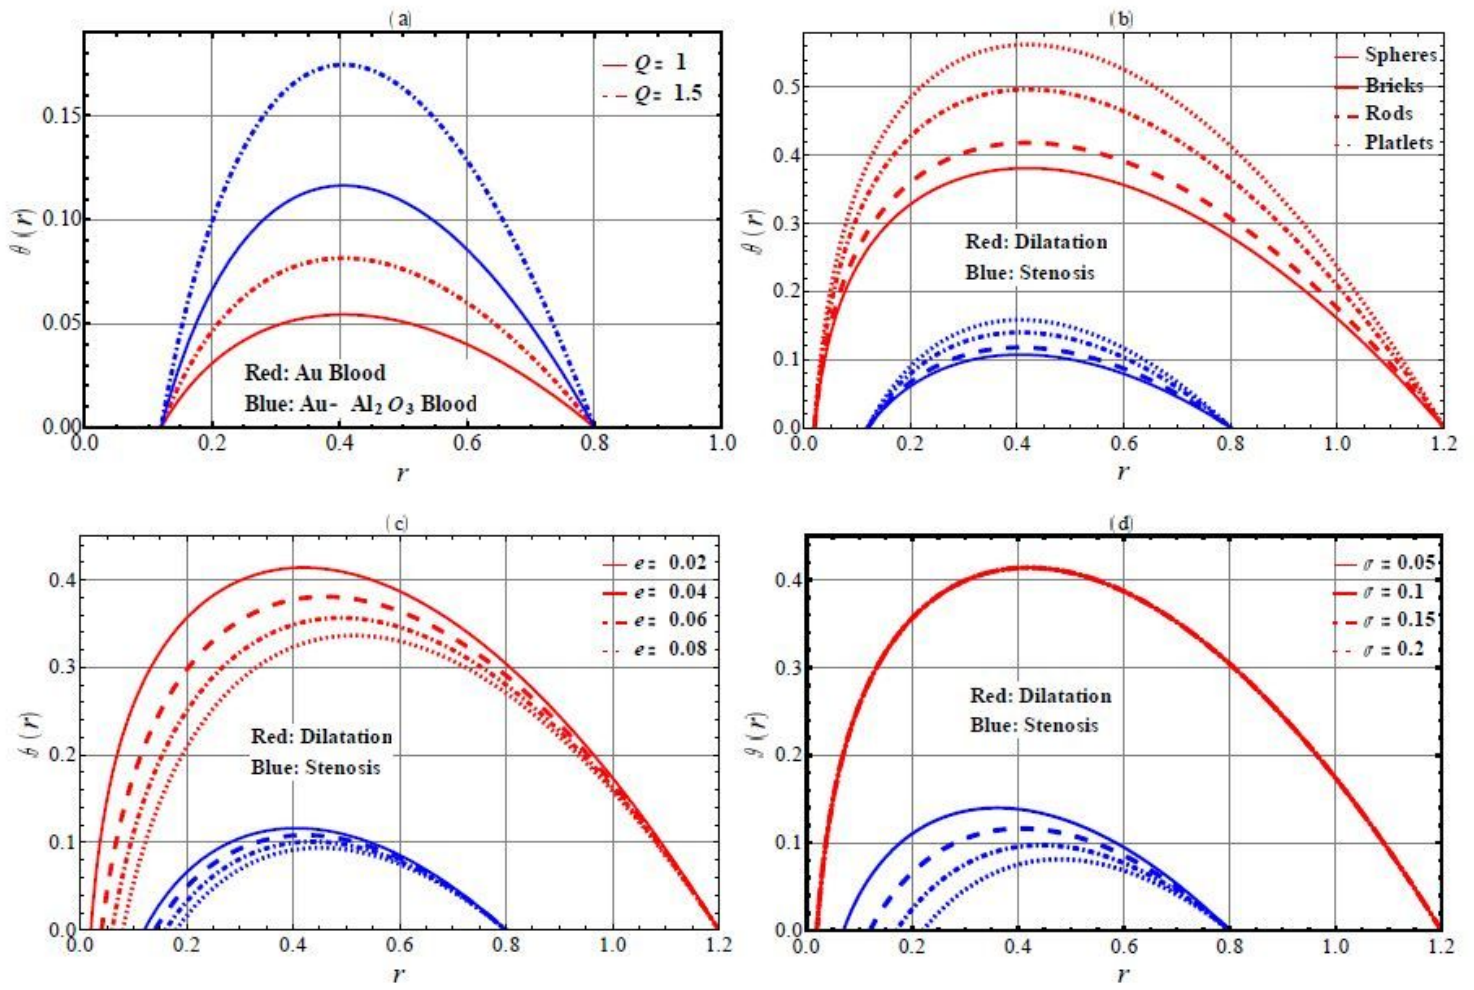 (a)
Q = 1
Q = 1.5
0.15
0.10
0.05
0.00
θ (r)
Red: Au Blood
Blue: Au- Al2 O3 Blood
0.0 0.2 0.4 0.6 0.8 1.0
r
(b)
Spheres
Bricks
Rods
Platlets
0.5
0.4
0.3
0.2
0.1
0.0
θ (r)
Red: Dilatation
Blue: Stenosis
0.0 0.2 0.4 0.6 0.8 1.0 1.2
r
(c)
e = 0.02
e = 0.04
e = 0.06
e = 0.08
0.4
0.3
0.2
0.1
0.0
θ (r)
Red: Dilatation
Blue: Stenosis
0.0 0.2 0.4 0.6 0.8 1.0 1.2
r
(d)
σ = 0.05
σ = 0.1
σ = 0.15
σ = 0.2
0.4
0.3
0.2
0.1
0.0
θ (r)
Red: Dilatation
Blue: Stenosis
0.0 0.2 0.4 0.6 0.8 1.0 1.2
r